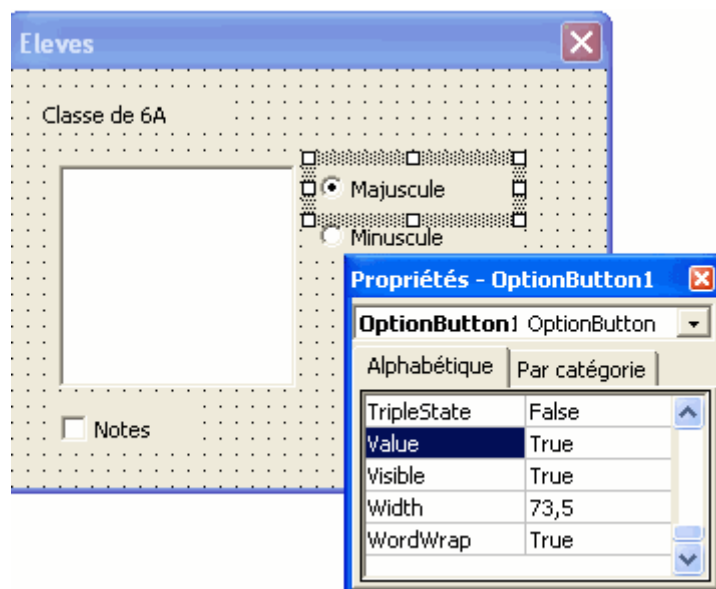 Eleves
Classe de 6A
Majuscule
Minuscule
Notes
Propriétés - OptionButton1
OptionButton1 OptionButton
Alphabétique Par catégorie
TripleState False
Value True
Visible True
Width 73,5
WordWrap True